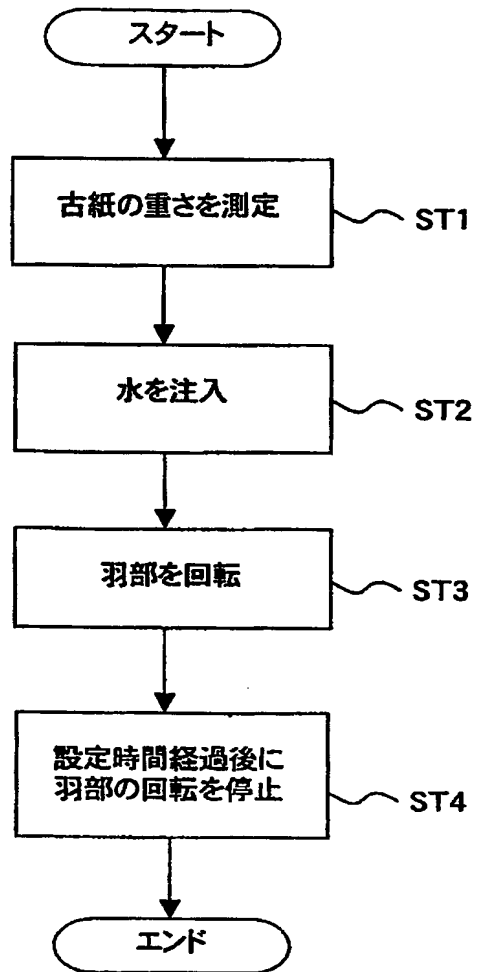 スタート
古紙の重さを測定
ST1
水を注入
ST2
羽部を回転
ST3
設定時間経過後に
羽部の回転を停止
ST4
エンド